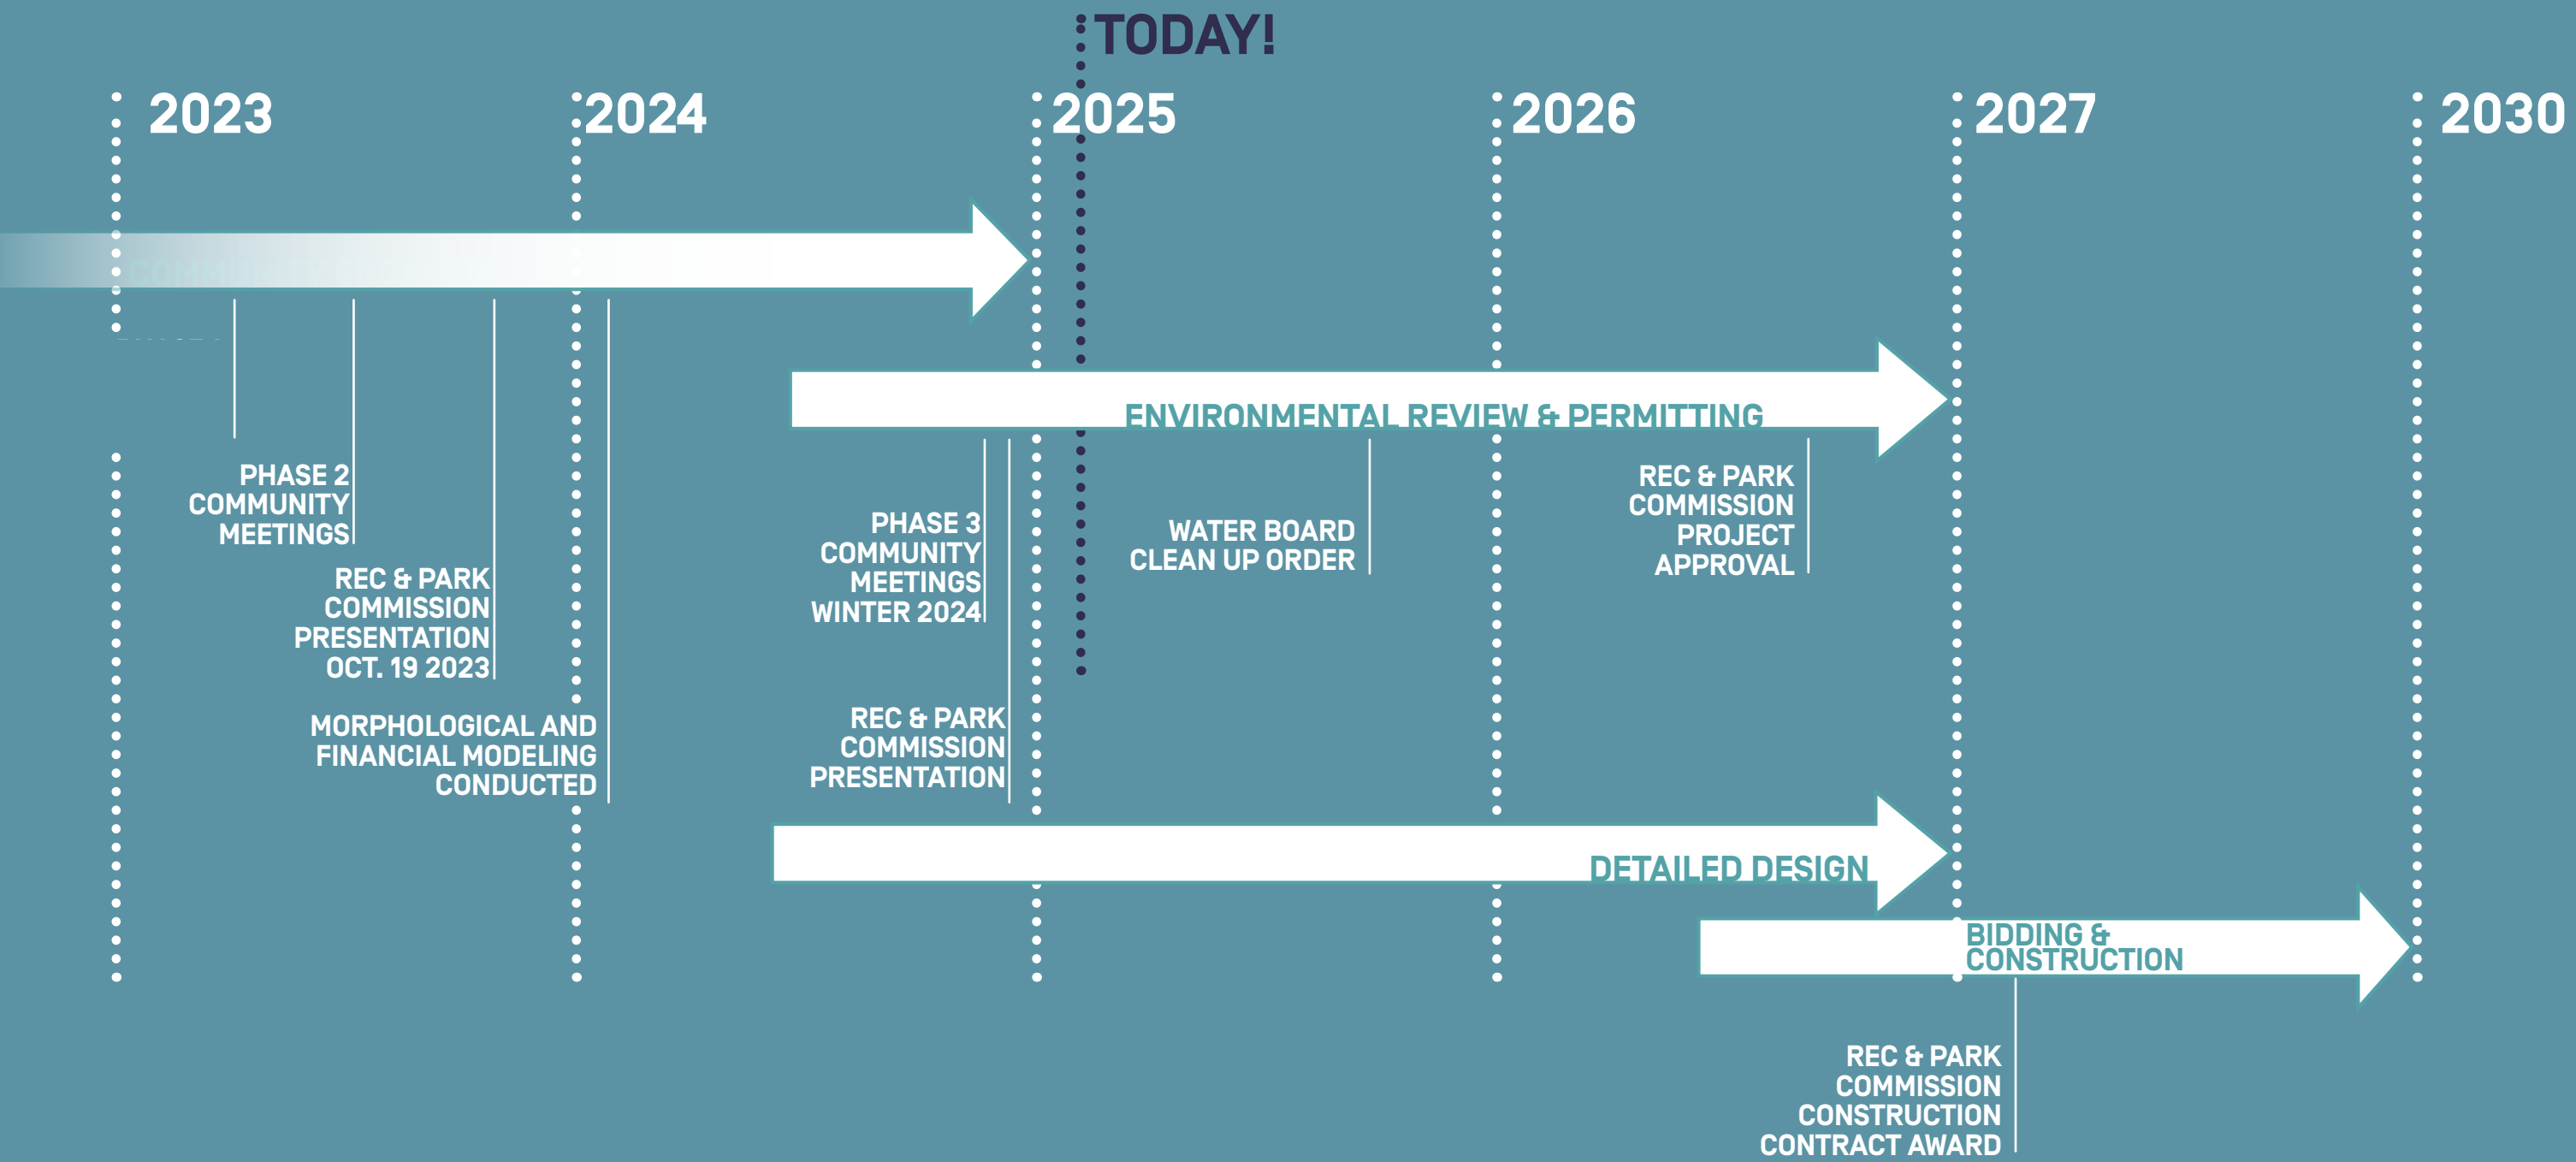 TODAY!
2023
2024
2025
2026
2027
2030
COMMUNITY
ENVIRONMENTAL REVIEW & PERMITTING
PHASE 2
COMMUNITY
MEETINGS
REC & PARK
COMMISSION
PRESENTATION
OCT. 19 2023
MORPHOLOGICAL AND
FINANCIAL MODELING
CONDUCTED
PHASE 3
COMMUNITY
MEETINGS
WINTER 2024
REC & PARK
COMMISSION
PRESENTATION
WATER BOARD
CLEAN UP ORDER
REC & PARK
COMMISSION
PROJECT
APPROVAL
DETAILED DESIGN
BIDDING &
CONSTRUCTION
REC & PARK
COMMISSION
CONSTRUCTION
CONTRACT AWARD